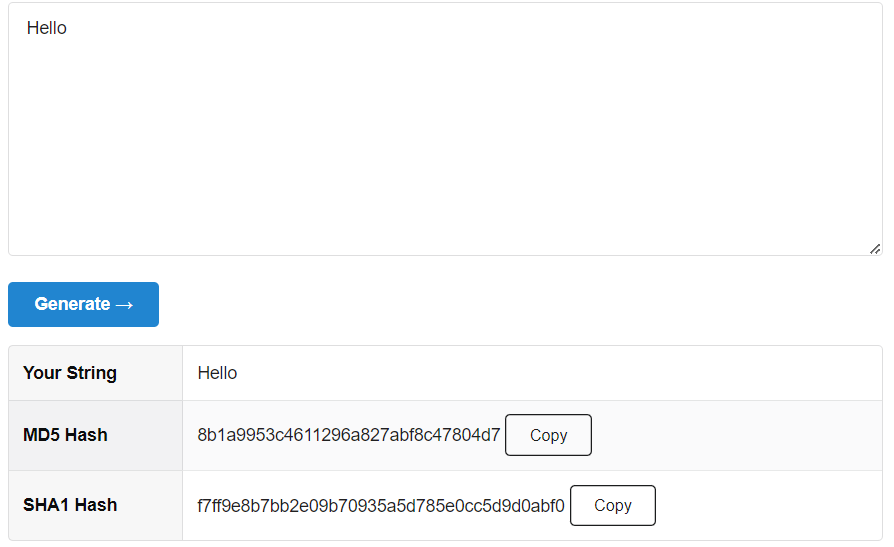 Hello
Generate →
Your String Hello
MD5 Hash 8b1a9953c4611296a827abf8c47804d7 Copy
SHA1 Hash f7ff9e8b7bb2e09b70935a5d785e0cc5d9d0abf0 Copy